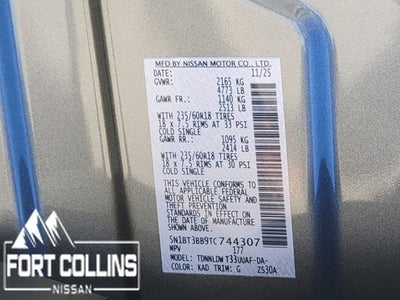 MFD BY NISSAN MOTOR CO., LTD.
DATE: 11/25
GVWR: 2165 KG
4773 LB
GAWR FR.: 1140 KG
2513 LB
WITH 235/60R18 TIRES
18 x 7.5 RIMS AT 33 PSI
COLD SINGLE
GAWR RR.: 1095 KG
2414 LB
WITH 235/60R18 TIRES
18 x 7.5 RIMS AT 30 PSI
COLD SINGLE
THIS VEHICLE CONFORMS TO
ALL APPLICABLE FEDERAL
MOTOR VEHICLE SAFETY AND
THEFT PREVENTION STANDARDS
IN EFFECT ON THE DATE OF
MANUFACTURE SHOWN ABOVE.
5N1BT3BB9TC744307
MPV 177
MODEL: TDNNLDW T33UUAF-DA-
COLOR: KAD TRIM: G ZS30A
FORT COLLINS
NISSAN